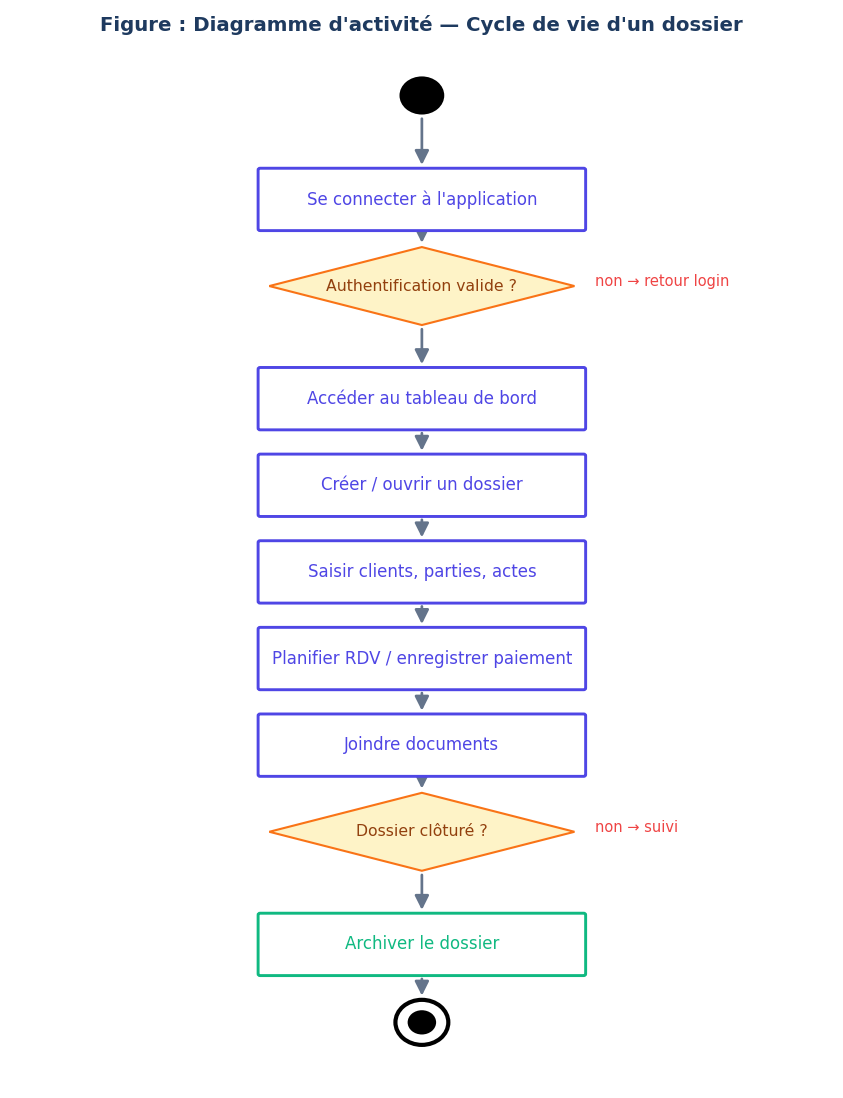 Figure : Diagramme d'activité — Cycle de vie d'un dossier
Se connecter à l'application
Authentification valide ?
non → retour login
Accéder au tableau de bord
Créer / ouvrir un dossier
Saisir clients, parties, actes
Planifier RDV / enregistrer paiement
Joindre documents
Dossier clôturé ?
non → suivi
Archiver le dossier